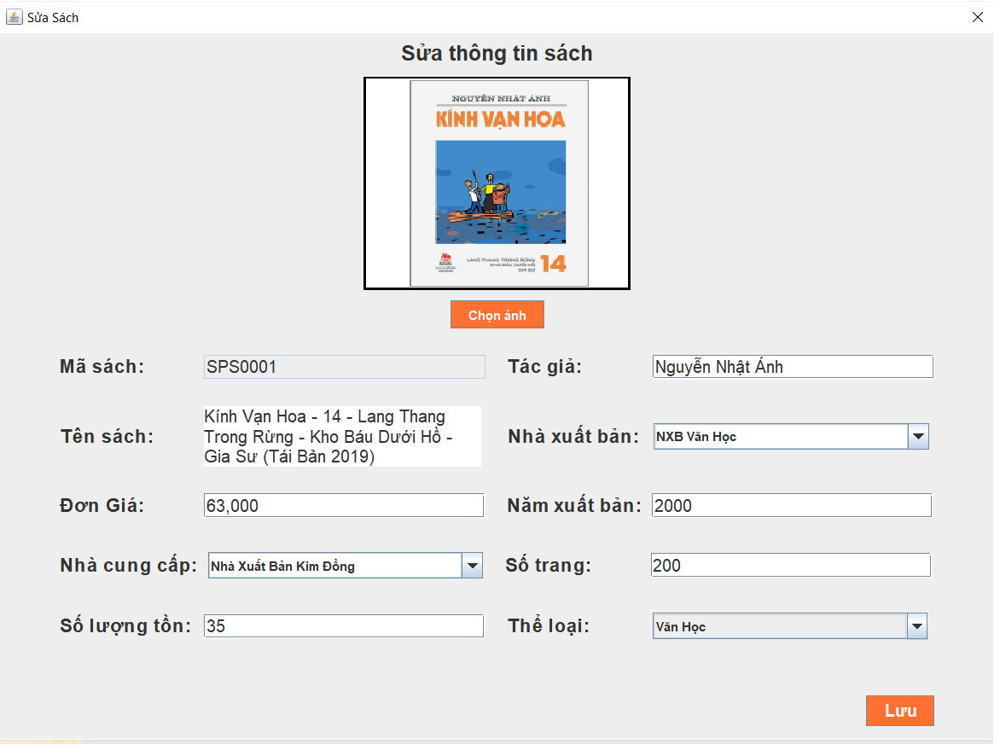 Sửa Sách
Sửa thông tin sách
NGUYỄN NHẬT ÁNH
KÍNH VẠN HOA
LANG THANG TRONG RỪNG
KHO BÁU DƯỚI HỒ
GIA SƯ
14
Chọn ảnh
Mã sách: SPS0001 Tác giả: Nguyễn Nhật Ánh
Tên sách: Kính Vạn Hoa - 14 - Lang Thang
Trong Rừng - Kho Báu Dưới Hồ -
Gia Sư (Tái Bản 2019)
Nhà xuất bản: NXB Văn Học
Đơn Giá: 63,000 Năm xuất bản: 2000
Nhà cung cấp: Nhà Xuất Bản Kim Đồng Số trang: 200
Số lượng tồn: 35 Thể loại: Văn Học
Lưu